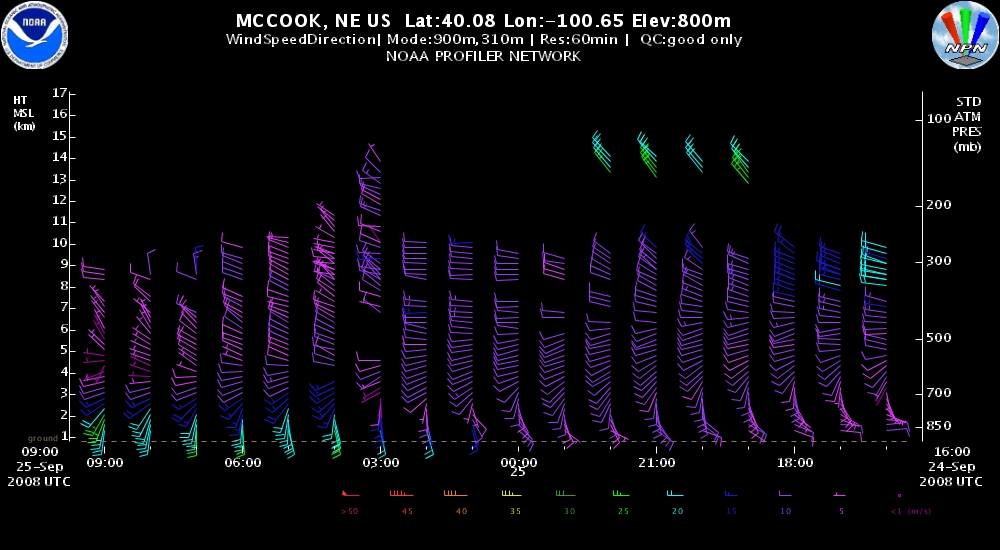 NOAA
NPN
MCCOOK, NE US Lat:40.08 Lon:-100.65 Elev:800m
WindSpeedDirection| Mode:900m,310m | Res:60min | QC:good only
NOAA PROFILER NETWORK
HT
MSL
(km)
17
16
15
14
13
12
11
10
9
8
7
6
5
4
3
2
1
ground
STD
ATM
PRES
(mb)
100
200
300
500
700
850
09:00
25-Sep
2008 UTC
09:00
06:00
03:00
00:00
25
21:00
18:00
16:00
24-Sep
2008 UTC
>50
45
40
35
30
25
20
15
10
5
<1 (m/s)